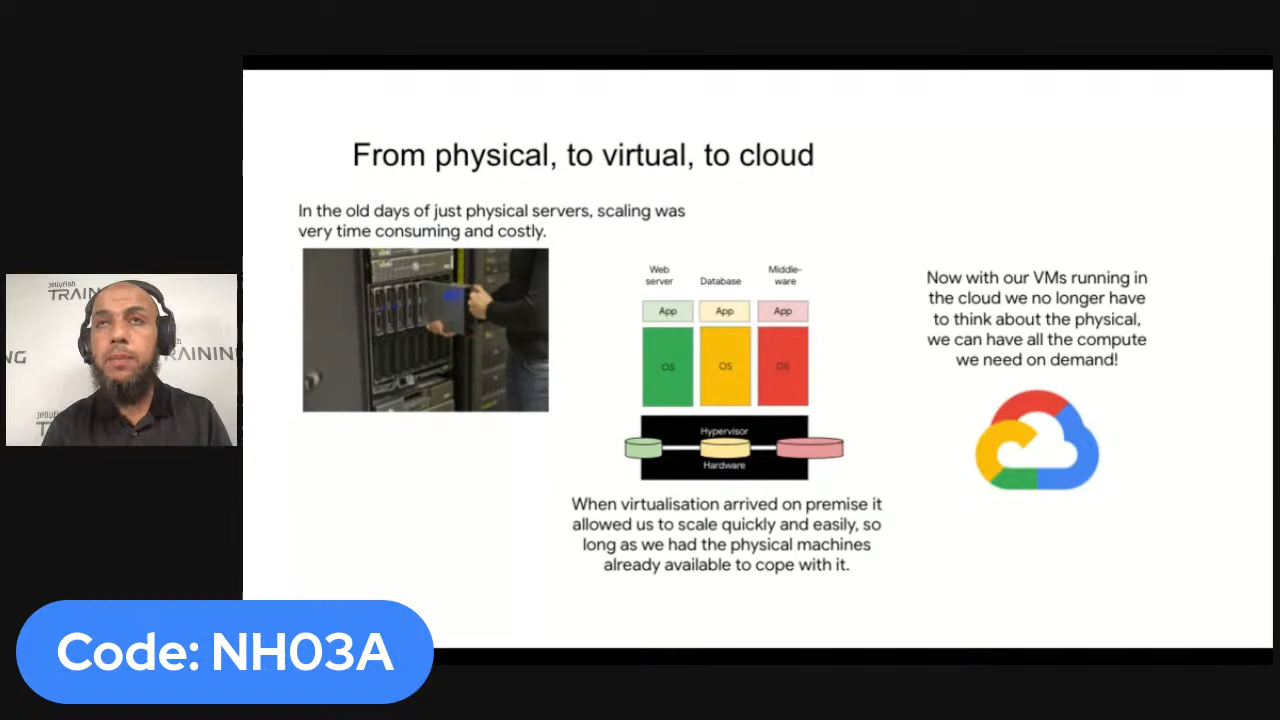 From physical, to virtual, to cloud
In the old days of just physical servers, scaling was
very time consuming and costly.
Web
server
Database
Middle-
ware
App
App
App
OS
OS
OS
Hypervisor
Hardware
When virtualisation arrived on premise it
allowed us to scale quickly and easily, so
long as we had the physical machines
already available to cope with it.
Now with our VMs running in
the cloud we no longer have
to think about the physical,
we can have all the compute
we need on demand!
jellyfish
TRAIN
NG
TRAINING
jellyfish
Code: NH03A